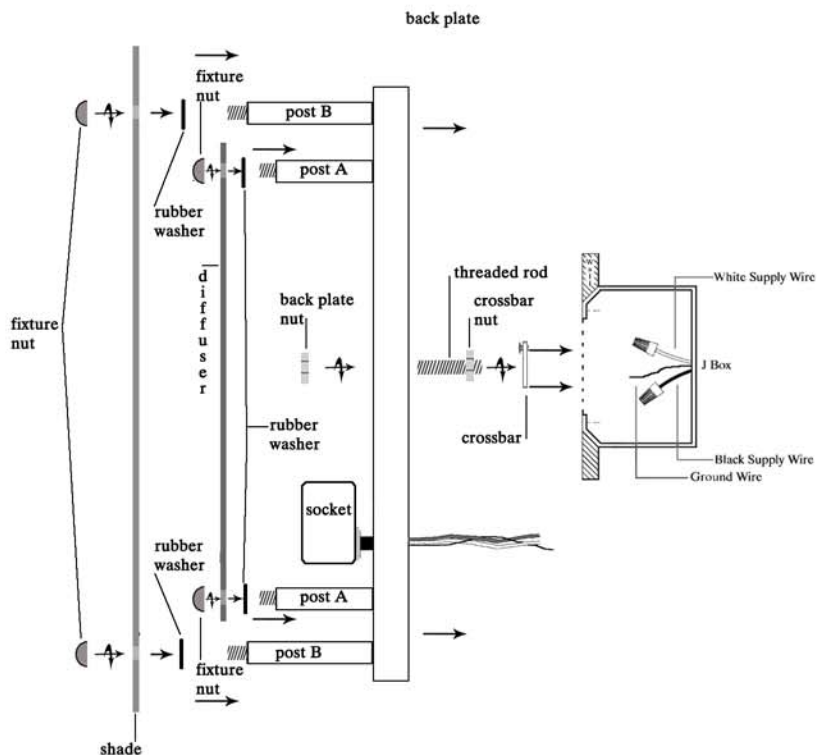 back plate
fixture
nut
post B
post A
rubber
washer
diffuser
threaded rod
crossbar
nut
White Supply Wire
back plate
nut
fixture
nut
J Box
rubber
washer
crossbar
Black Supply Wire
Ground Wire
socket
rubber
washer
post A
post B
fixture
nut
shade